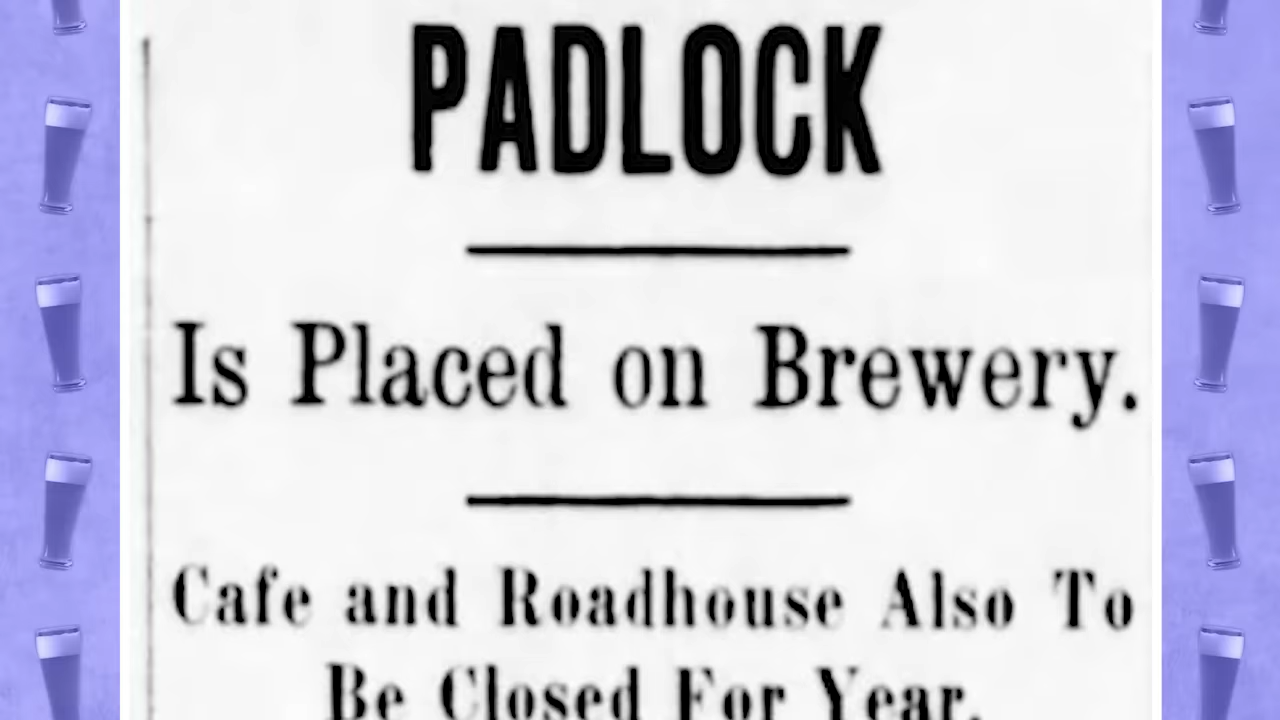 PADLOCK
Is Placed on Brewery.
Cafe and Roadhouse Also To
Be Closed For Year.